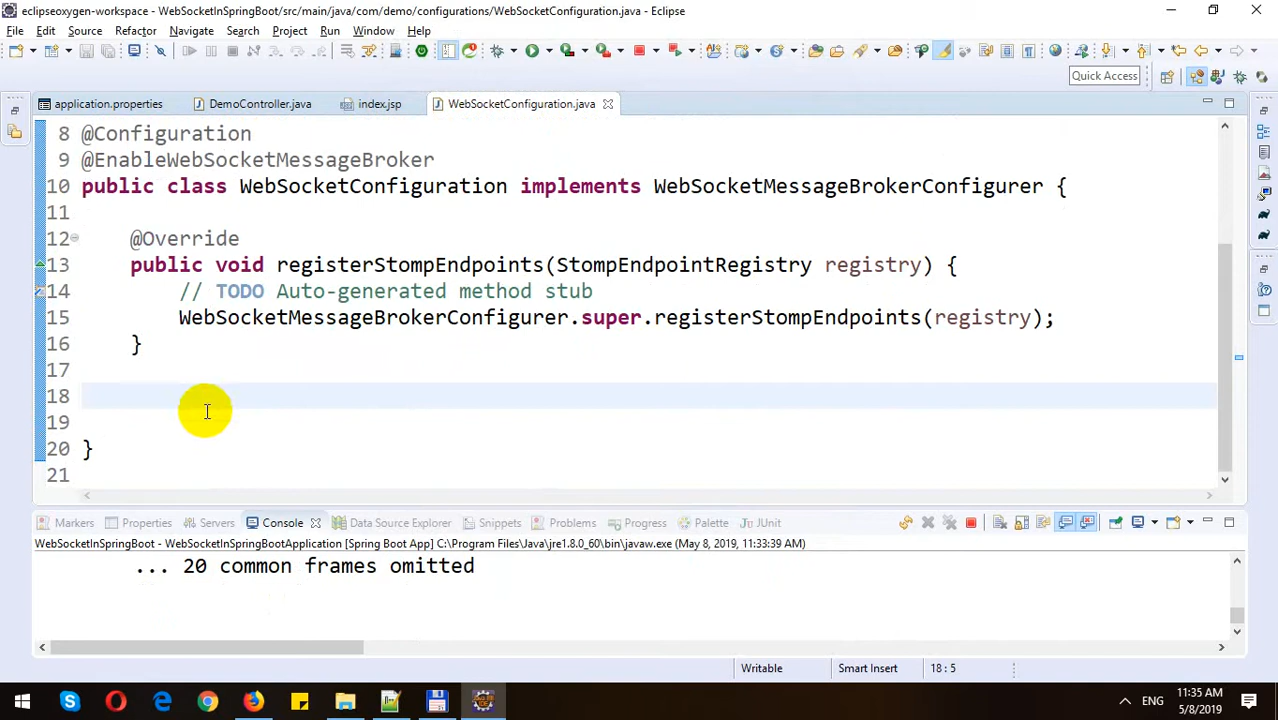 eclipseoxygen-workspace - WebSocketInSpringBoot/src/main/java/com/demo/configurations/WebSocketConfiguration.java - Eclipse
File Edit Source Refactor Navigate Search Project Run Window Help
Quick Access
application.properties DemoController.java index.jsp WebSocketConfiguration.java
8 @Configuration
9 @EnableWebSocketMessageBroker
10 public class WebSocketConfiguration implements WebSocketMessageBrokerConfigurer {
11
12 @Override
13 public void registerStompEndpoints(StompEndpointRegistry registry) {
14 // TODO Auto-generated method stub
15 WebSocketMessageBrokerConfigurer.super.registerStompEndpoints(registry);
16 }
17
18
19
20 }
21
Markers Properties Servers Console Data Source Explorer Snippets Problems Progress Palette JUnit
WebSocketInSpringBoot - WebSocketInSpringBootApplication [Spring Boot App] C:\Program Files\Java\jre1.8.0_60\bin\javaw.exe (May 8, 2019, 11:33:39 AM)
... 20 common frames omitted
Writable Smart Insert 18 : 5
ENG 11:35 AM
5/8/2019